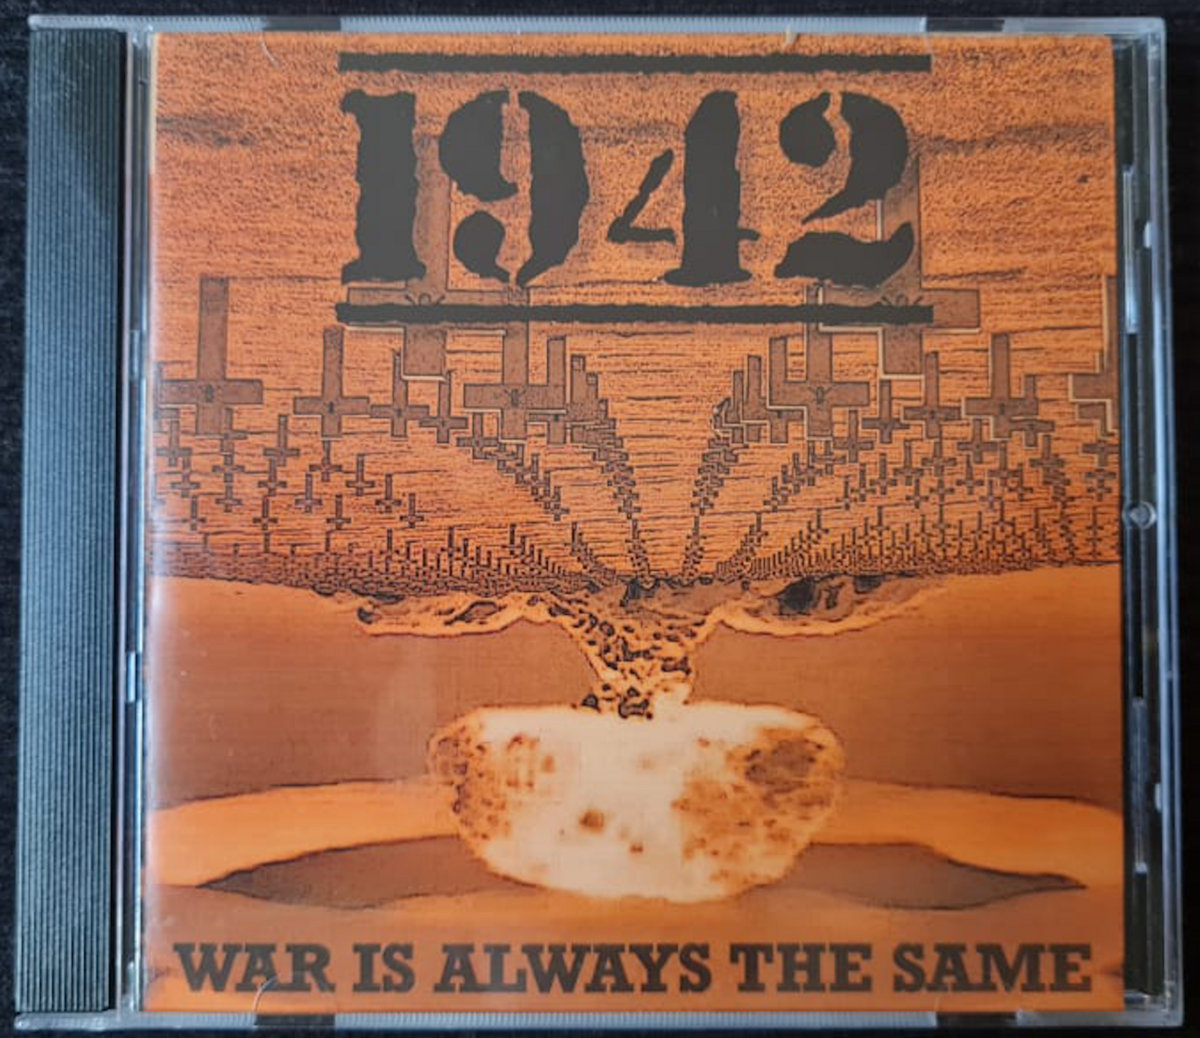 1942
WAR IS ALWAYS THE SAME